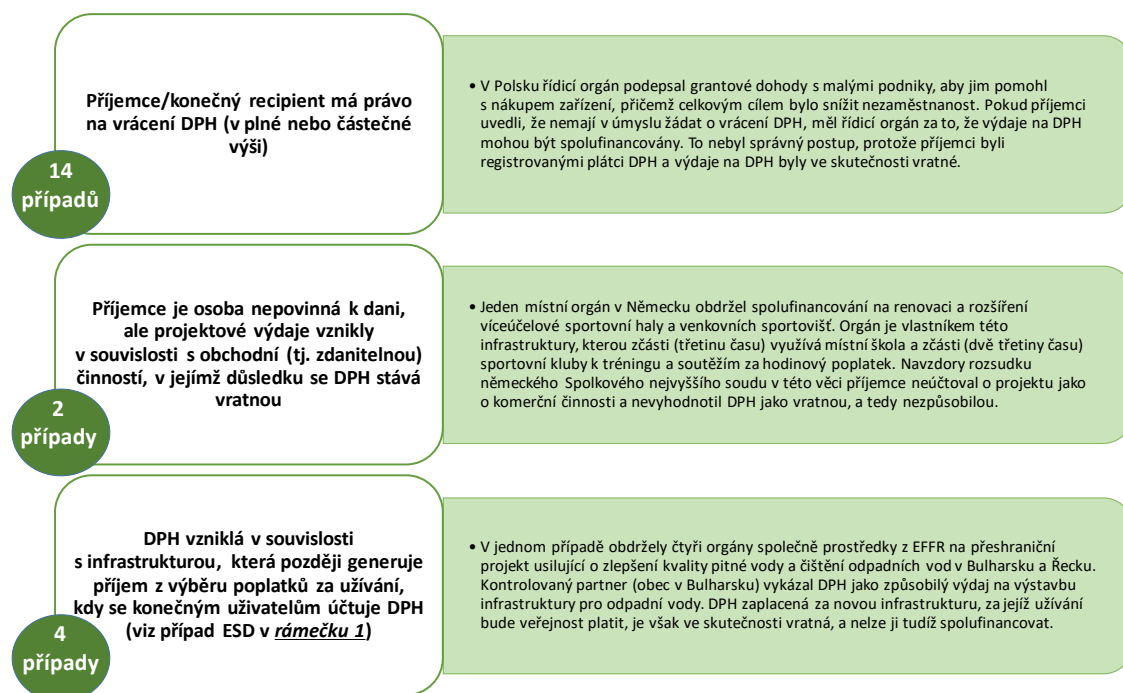 Příjemce/konečný recipient má právo
na vrácení DPH (v plné nebo částečné
výši)
14
případů
• V Polsku řídicí orgán podepsal grantové dohody s malými podniky, aby jim pomohl
s nákupem zařízení, přičemž celkovým cílem bylo snížit nezaměstnanost. Pokud příjemci
uvedli, že nemají v úmyslu žádat o vrácení DPH, měl řídicí orgán za to, že výdaje na DPH
mohou být spolufinancovány. To nebyl správný postup, protože příjemci byli
registrovanými plátci DPH a výdaje na DPH byly ve skutečnosti vratné.
Příjemce je osoba nepovinná k dani,
ale projektové výdaje vznikly
v souvislosti s obchodní (tj. zdanitelnou)
činností, v jejímž důsledku se DPH stává
vratnou
2
případy
• Jeden místní orgán v Německu obdržel spolufinancování na renovaci a rozšíření
víceúčelové sportovní haly a venkovních sportovišť. Orgán je vlastníkem této
infrastruktury, kterou zčásti (třetinu času) využívá místní škola a zčásti (dvě třetiny času)
sportovní kluby k tréningu a soutěžím za hodinový poplatek. Navzdory rozsudku
německého Spolkového nejvyššího soudu v této věci příjemce neúčtoval o projektu jako
o komerční činnosti a nevyhodnotil DPH jako vratnou, a tedy nezpůsobilou.
DPH vzniklá v souvislosti
s infrastrukturou, která později generuje
příjem z výběru poplatků za užívání,
kdy se konečným uživatelům účtuje DPH
(viz případ ESD v rámečku 1)
4
případy
• V jednom případě obdržely čtyři orgány společně prostředky z EFFR na přeshraniční
projekt usilující o zlepšení kvality pitné vody a čištění odpadních vod v Bulharsku a Řecku.
Kontrolovaný partner (obec v Bulharsku) vykázal DPH jako způsobilý výdaj na výstavbu
infrastruktury pro odpadní vody. DPH zaplacená za novou infrastrukturu, za jejíž užívání
bude veřejnost platit, je však ve skutečnosti vratná, a nelze ji tudíž spolufinancovat.